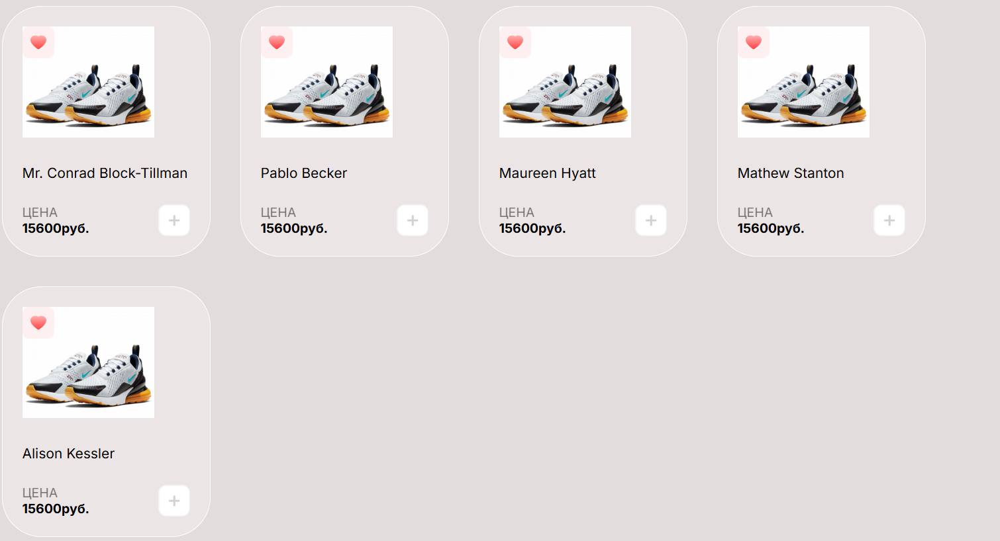 Mr. Conrad Block-Tillman
ЦЕНА
15600руб.
Pablo Becker
ЦЕНА
15600руб.
Maureen Hyatt
ЦЕНА
15600руб.
Mathew Stanton
ЦЕНА
15600руб.
Alison Kessler
ЦЕНА
15600руб.